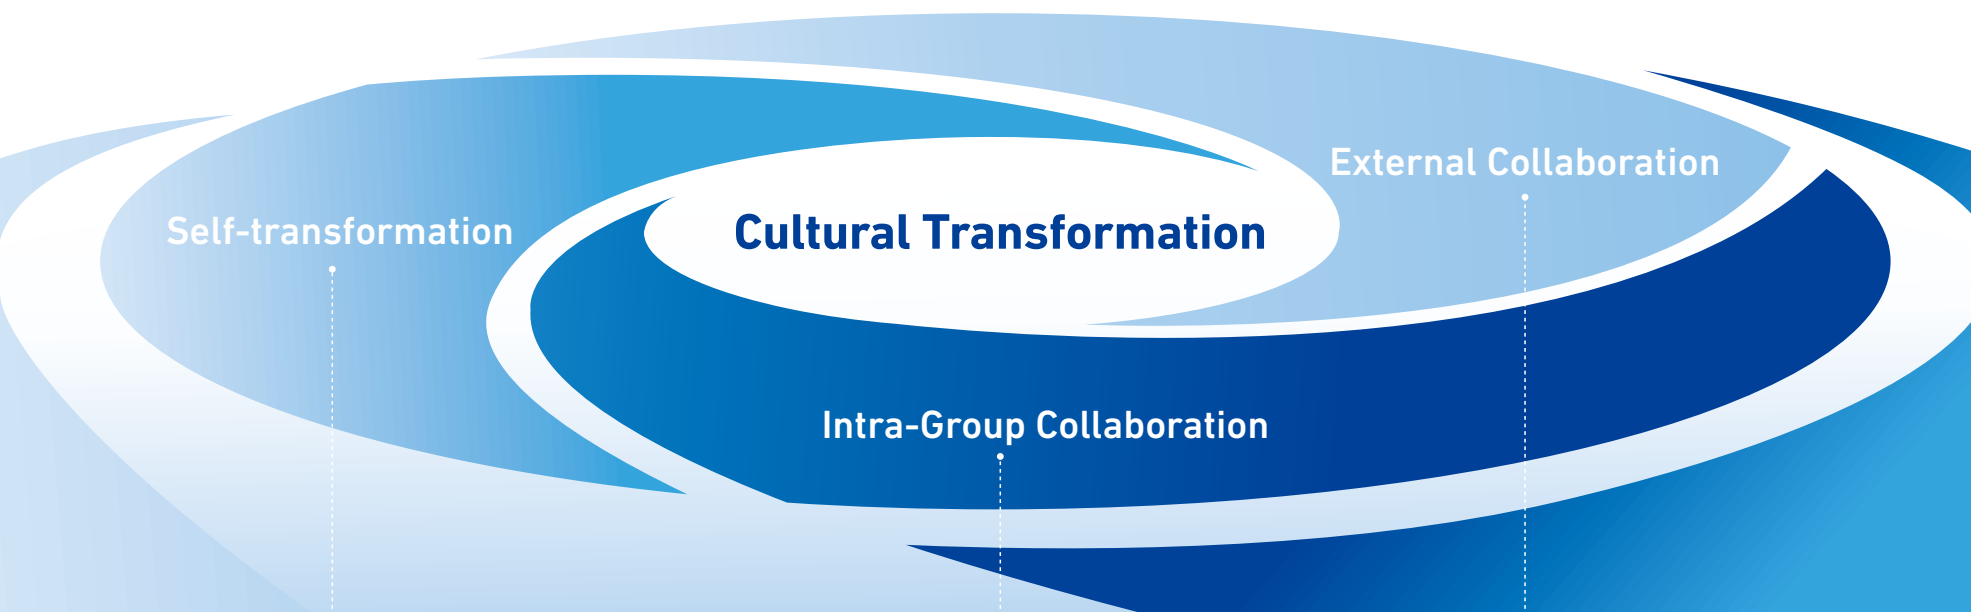 External Collaboration
Self-transformation
Cultural Transformation
Intra-Group Collaboration